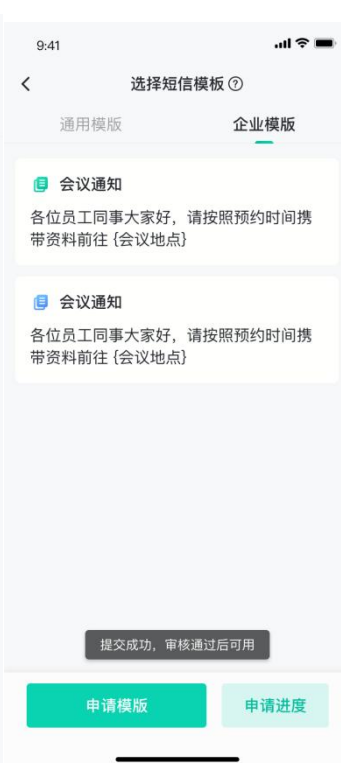 9:41
选择短信模板?
通用模版
企业模版
会议通知
各位员工同事大家好，请按照预约时间携
带资料前往 {会议地点}
会议通知
各位员工同事大家好，请按照预约时间携
带资料前往 {会议地点}
提交成功，审核通过后可用
申请模版
申请进度